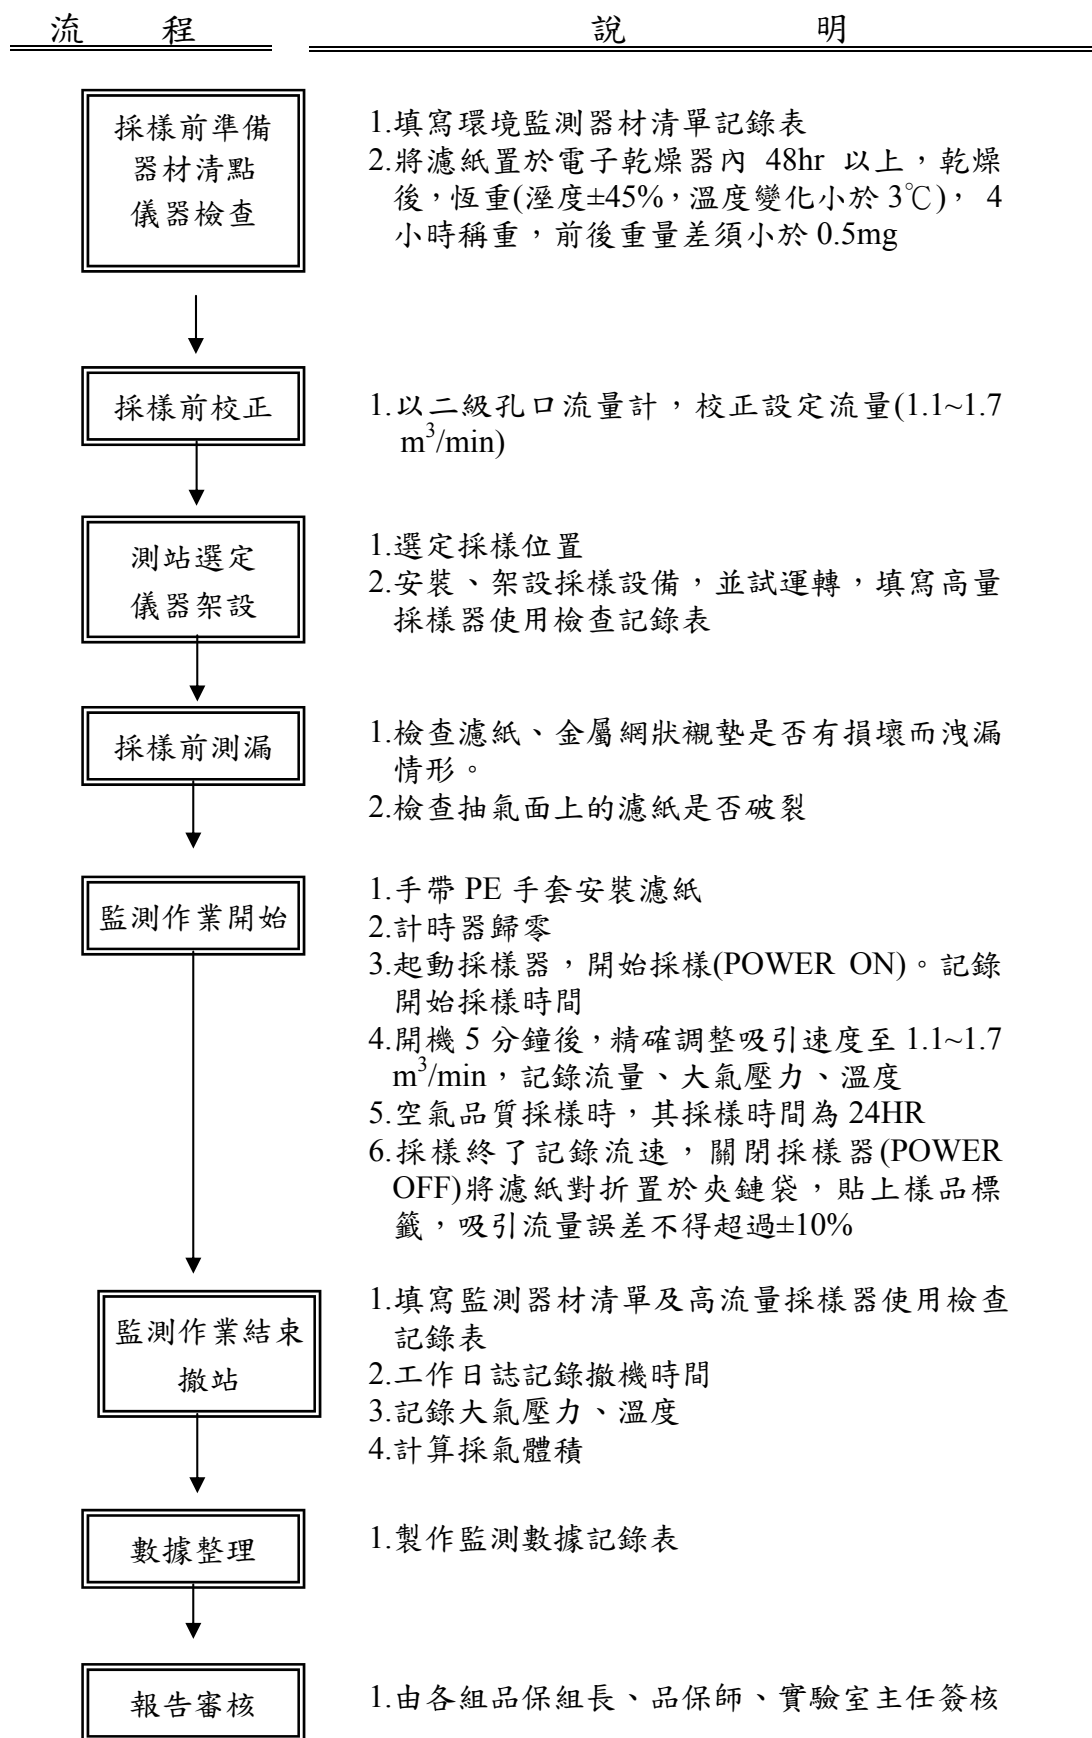 流 程 說 明
採樣前準備
器材清點
儀器檢查
1.填寫環境監測器材清單記錄表
2.將濾紙置於電子乾燥器內 48hr 以上，乾燥
後，恆重(溼度±45%，溫度變化小於 3℃)， 4
小時稱重，前後重量差須小於 0.5mg
採樣前校正
1.以二級孔口流量計，校正設定流量(1.1~1.7
m³/min)
測站選定
儀器架設
1.選定採樣位置
2.安裝、架設採樣設備，並試運轉，填寫高量
採樣器使用檢查記錄表
採樣前測漏
1.檢查濾紙、金屬網狀襯墊是否有損壞而洩漏
情形。
2.檢查抽氣面上的濾紙是否破裂
監測作業開始
1.手帶 PE 手套安裝濾紙
2.計時器歸零
3.起動採樣器，開始採樣(POWER ON)。記錄
開始採樣時間
4.開機 5 分鐘後，精確調整吸引速度至 1.1~1.7
m³/min，記錄流量、大氣壓力、溫度
5.空氣品質採樣時，其採樣時間為 24HR
6.採樣終了記錄流速，關閉採樣器(POWER
OFF)將濾紙對折置於夾鏈袋，貼上樣品標
籤，吸引流量誤差不得超過±10%
監測作業結束
撤站
1.填寫監測器材清單及高流量採樣器使用檢查
記錄表
2.工作日誌記錄撤機時間
3.記錄大氣壓力、溫度
4.計算採氣體積
數據整理
1.製作監測數據記錄表
報告審核
1.由各組品保組長、品保師、實驗室主任簽核